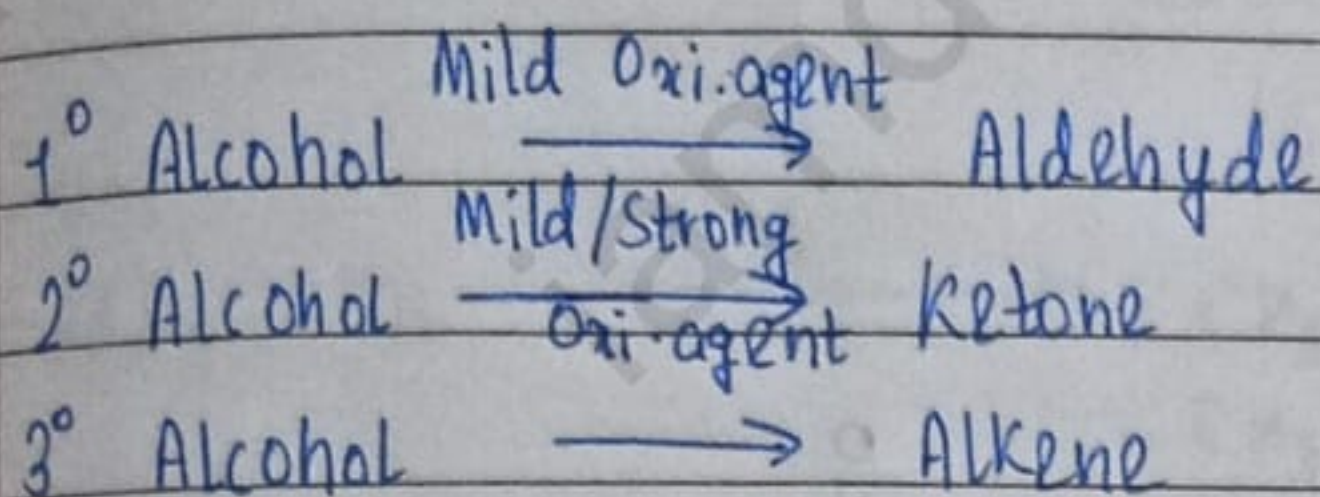 Mild Oxi.agent
1° Alcohol → Aldehyde
Mild/Strong
2° Alcohol → Ketone
Oxi.agent
3° Alcohol → Alkene